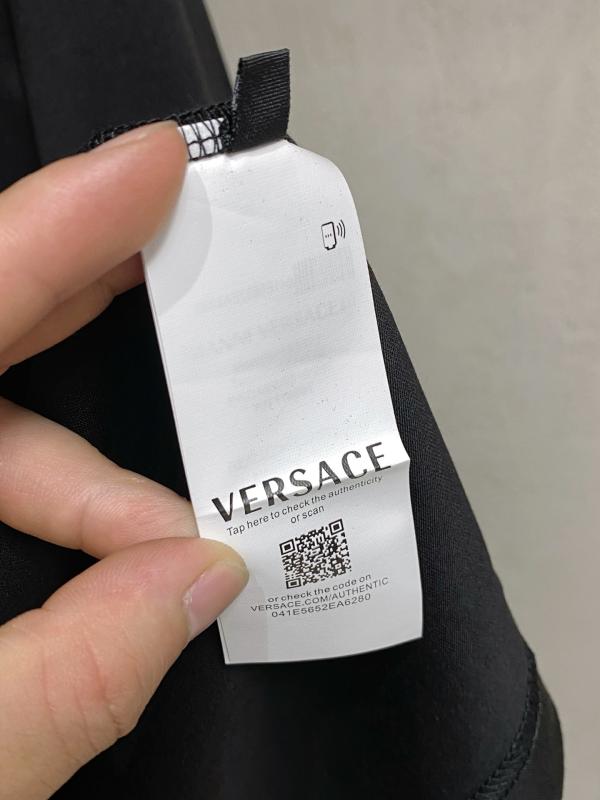 VERSACE
Tap here to check the authenticity
or scan
or check the code on
VERSACE.COM/AUTHENTIC
041E5652EA6280